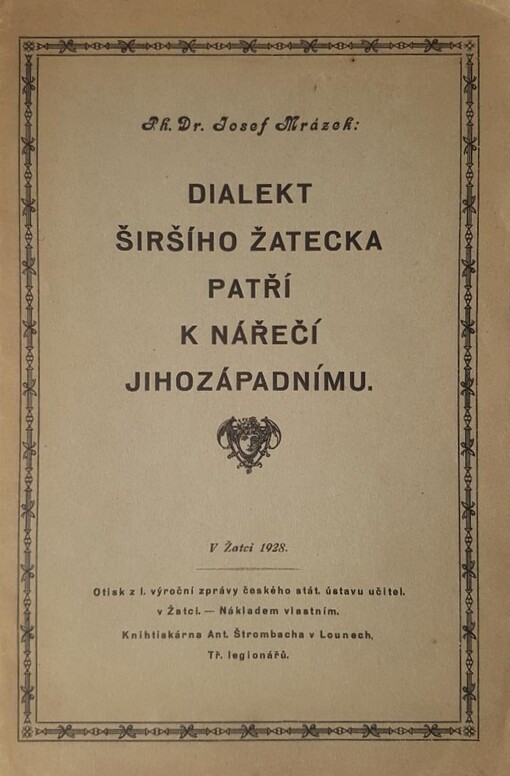 Ph. Dr. Josef Mrázek:
DIALEKT
ŠIRŠÍHO ŽATECKA
PATŘÍ
K NÁŘEČÍ
JIHOZÁPADNÍMU.
V Žatci 1928.
Otisk z I. výroční zprávy českého stát. ústavu učitel.
v Žatci. — Nákladem vlastním.
Knihtiskárna Ant. Štrombacha v Lounech,
Tř. legionářů.